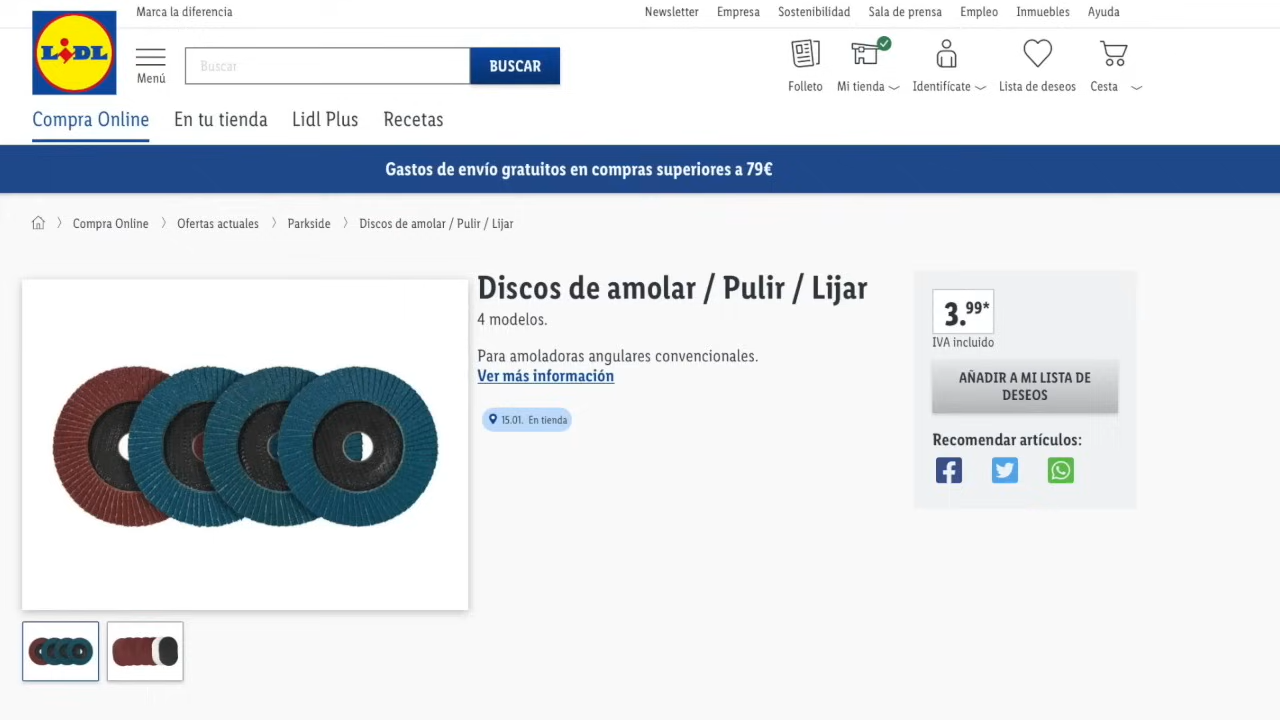 Marca la diferencia
Newsletter Empresa Sostenibilidad Sala de prensa Empleo Inmuebles Ayuda
LiDL
Menú
Buscar
BUSCAR
Folleto Mi tienda Identifícate Lista de deseos Cesta
Compra Online En tu tienda Lidl Plus Recetas
Gastos de envío gratuitos en compras superiores a 79€
Compra Online Ofertas actuales Parkside Discos de amolar / Pulir / Lijar
Discos de amolar / Pulir / Lijar
4 modelos.
Para amoladoras angulares convencionales.
Ver más información
15.01. En tienda
3.99*
IVA incluido
AÑADIR A MI LISTA DE
DESEOS
Recomendar artículos: